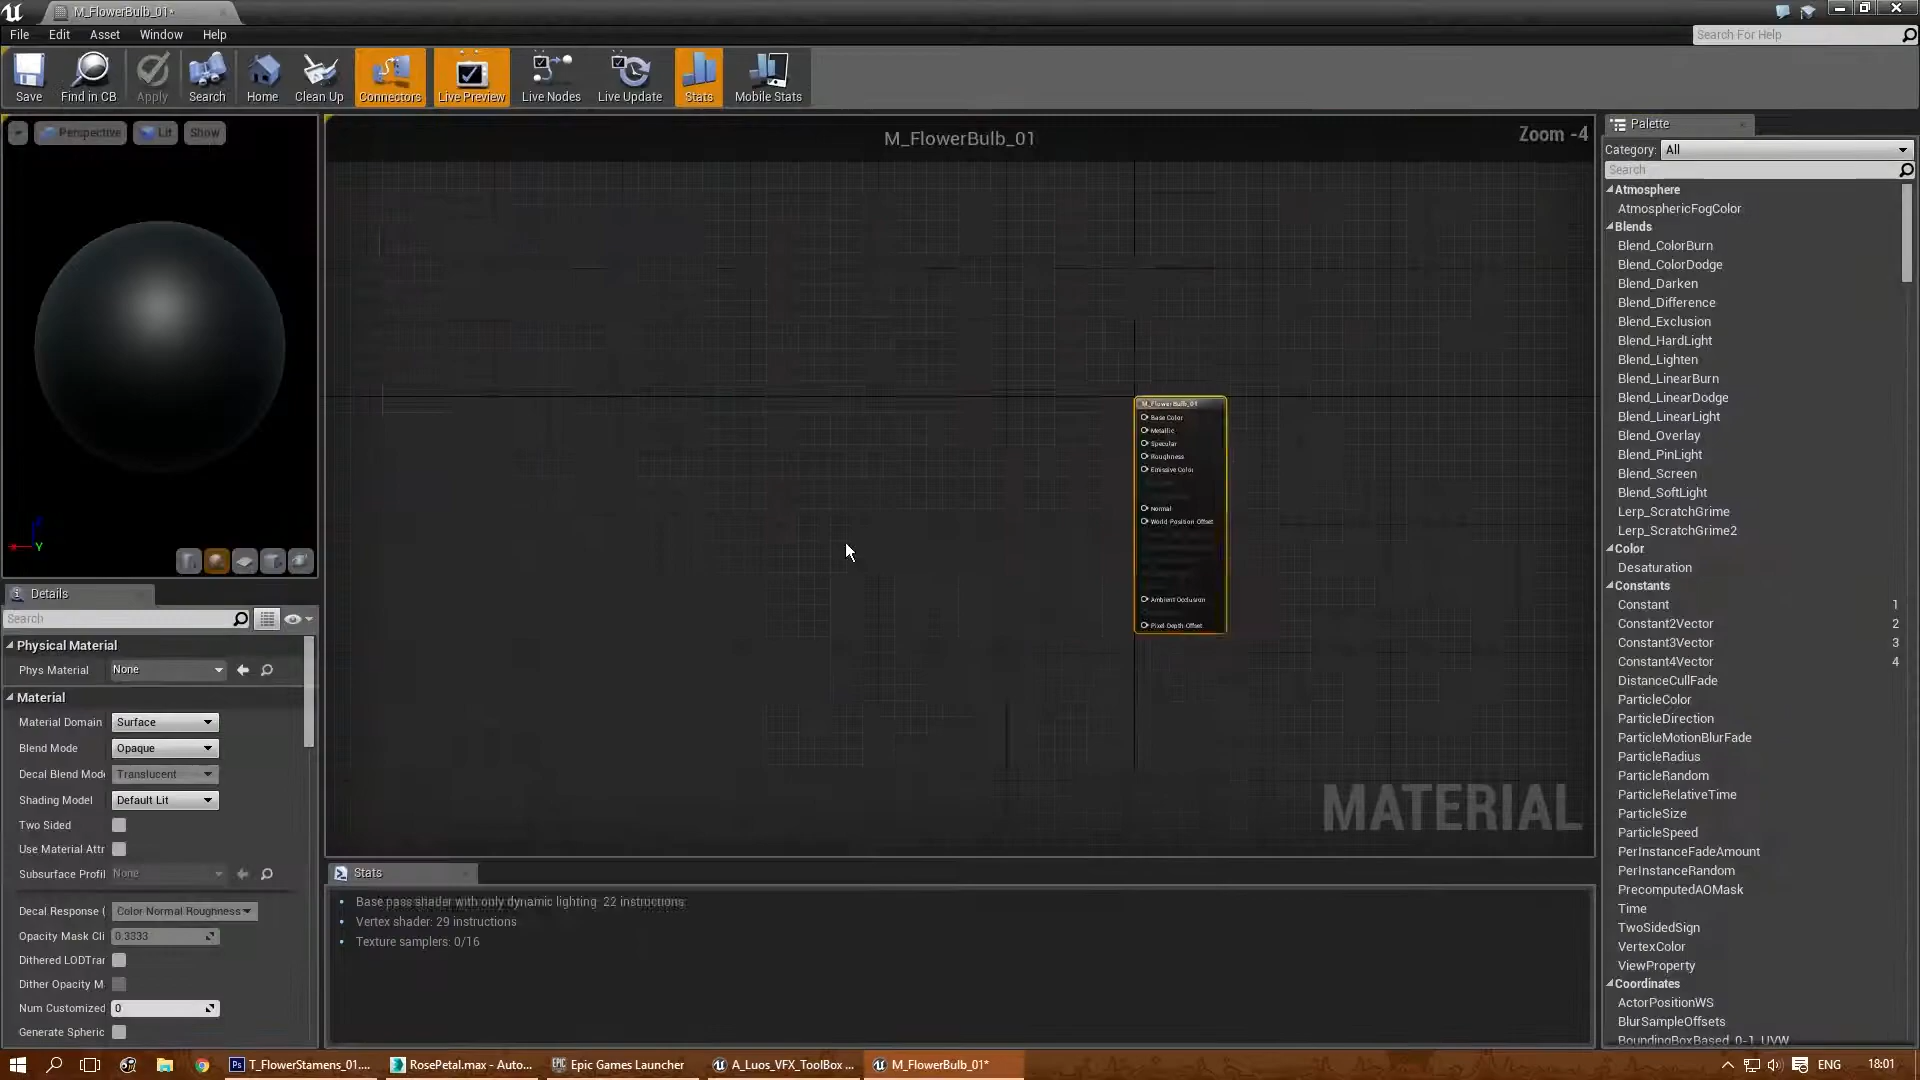 M_FlowerBulb_01*
File Edit Asset Window Help
Search For Help
Save Find in CB Apply Search Home Clean Up Connectors Live Preview Live Nodes Live Update Stats Mobile Stats
Perspective Lit Show
M_FlowerBulb_01
Zoom -4
Y
M_FlowerBulb_01
Base Color
Metallic
Specular
Roughness
Emissive Color
Normal
World Position Offset
Ambient Occlusion
Pixel Depth Offset
MATERIAL
Details
Search
Physical Material
Phys Material None
Material
Material Domain Surface
Blend Mode Opaque
Decal Blend Mod Translucent
Shading Model Default Lit
Two Sided
Use Material Attr
Subsurface Profil None
Decal Response ( Color Normal Roughness
Opacity Mask Cli 0.3333
Dithered LODTrar
Dither Opacity M
Num Customized 0
Generate Spheric
Stats
• Base pass shader with only dynamic lighting: 22 instructions
• Vertex shader: 29 instructions
• Texture samplers: 0/16
Palette
Category: All
Search
Atmosphere
AtmosphericFogColor
Blends
Blend_ColorBurn
Blend_ColorDodge
Blend_Darken
Blend_Difference
Blend_Exclusion
Blend_HardLight
Blend_Lighten
Blend_LinearBurn
Blend_LinearDodge
Blend_LinearLight
Blend_Overlay
Blend_PinLight
Blend_Screen
Blend_SoftLight
Lerp_ScratchGrime
Lerp_ScratchGrime2
Color
Desaturation
Constants
Constant 1
Constant2Vector 2
Constant3Vector 3
Constant4Vector 4
DistanceCullFade
ParticleColor
ParticleDirection
ParticleMotionBlurFade
ParticleRadius
ParticleRandom
ParticleRelativeTime
ParticleSize
ParticleSpeed
PerInstanceFadeAmount
PerInstanceRandom
PrecomputedAOMask
Time
TwoSidedSign
VertexColor
ViewProperty
Coordinates
ActorPositionWS
BlurSampleOffsets
BoundingBoxBased_0-1_UVW
T_FlowerStamens_01.... RosePetal.max - Auto... Epic Games Launcher A_Luos_VFX_ToolBox ... M_FlowerBulb_01* ENG 18:01